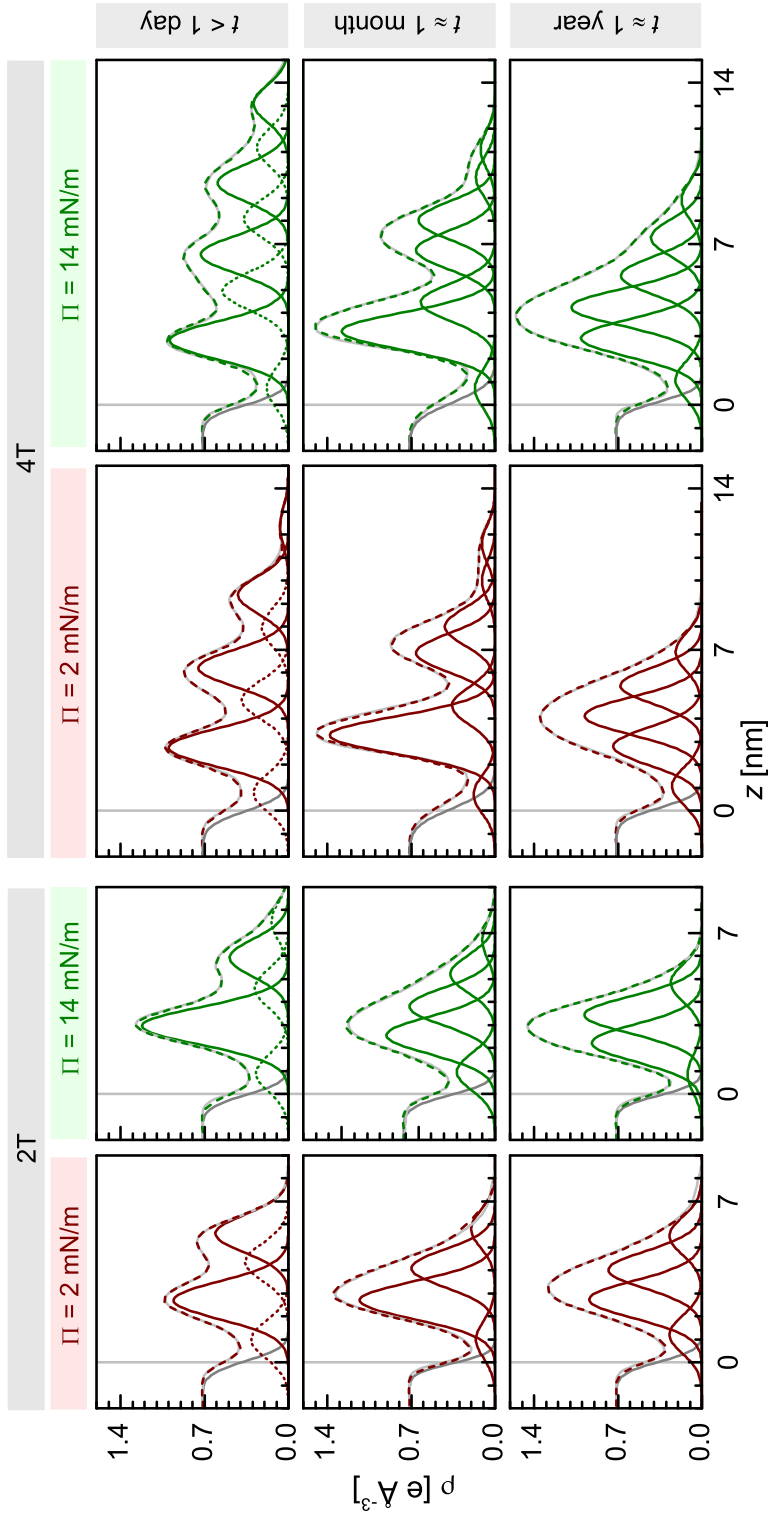 2T
4T
Π = 2 mN/m
Π = 14 mN/m
Π = 2 mN/m
Π = 14 mN/m
t < 1 day
t ≈ 1 month
t ≈ 1 year
1.4
0.7
0.0
1.4
0.7
0.0
1.4
0.7
0.0
ρ [e Å⁻³]
0
7
0
7
0
7
14
0
7
14
z [nm]